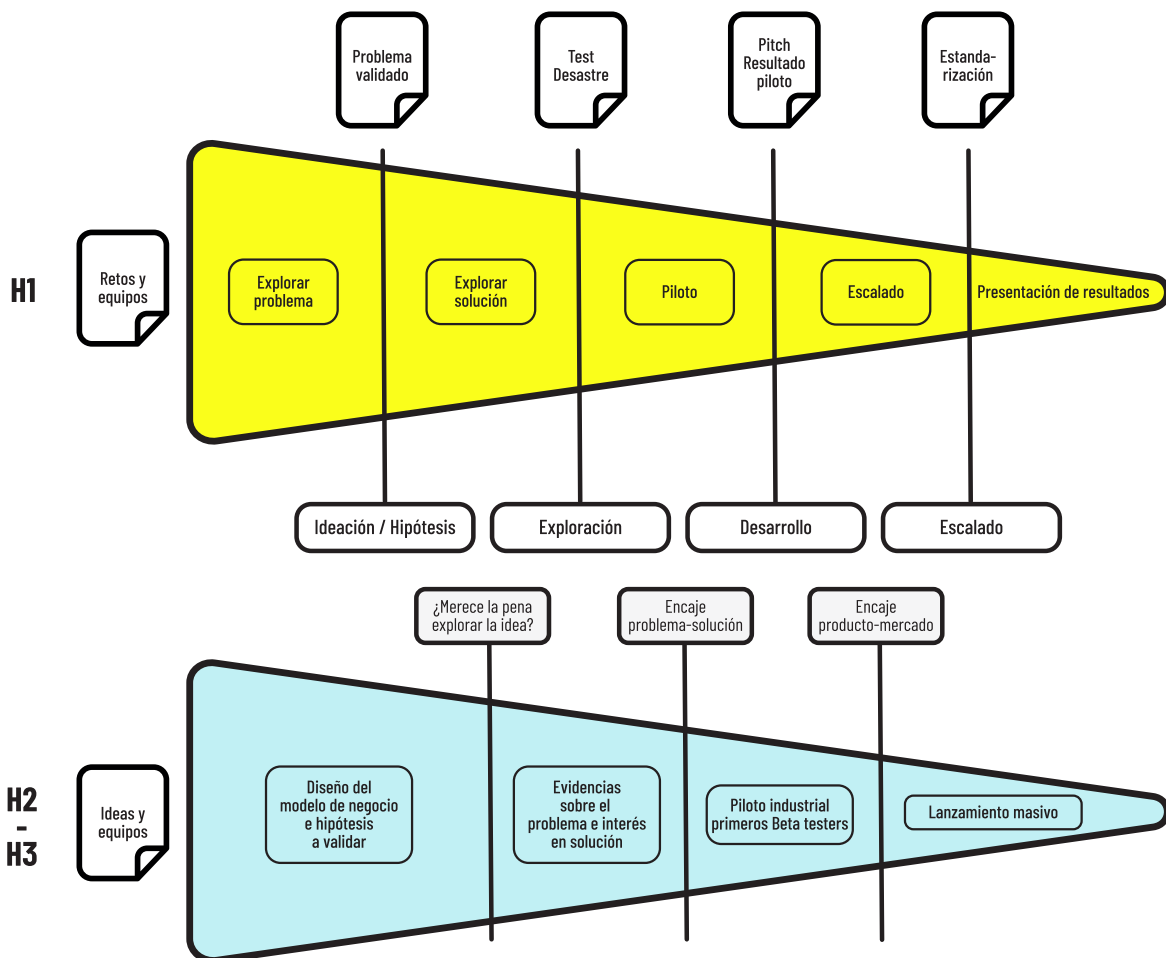 Problema
validado
Test
Desastre
Pitch
Resultado
piloto
Estanda-
rización
H1
Retos y
equipos
Explorar
problema
Explorar
solución
Piloto
Escalado
Presentación de resultados
Ideación / Hipótesis
Exploración
Desarrollo
Escalado
¿Merece la pena
explorar la idea?
Encaje
problema-solución
Encaje
producto-mercado
H2
-
H3
Ideas y
equipos
Diseño del
modelo de negocio
e hipótesis
a validar
Evidencias
sobre el
problema e interés
en solución
Piloto industrial
primeros Beta testers
Lanzamiento masivo